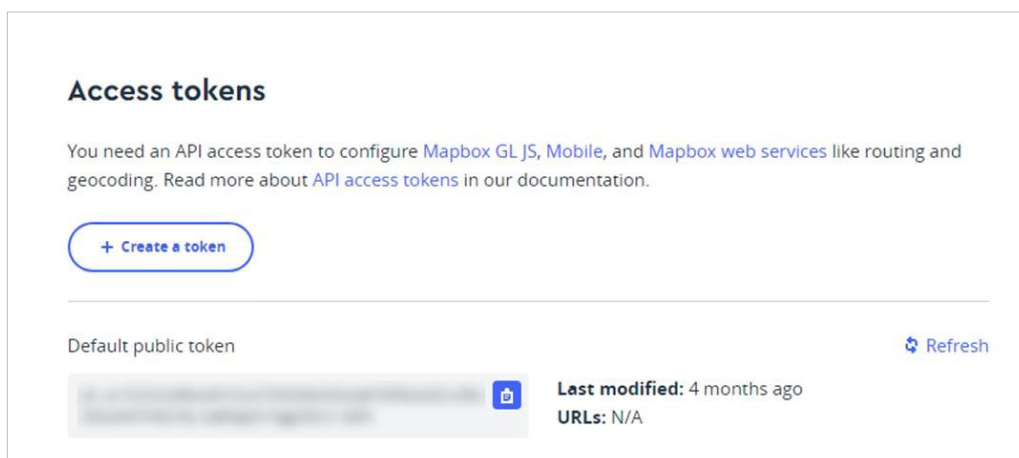 Access tokens
You need an API access token to configure Mapbox GL JS, Mobile, and Mapbox web services like routing and
geocoding. Read more about API access tokens in our documentation.
+ Create a token
Default public token
Refresh
Last modified: 4 months ago
URLs: N/A